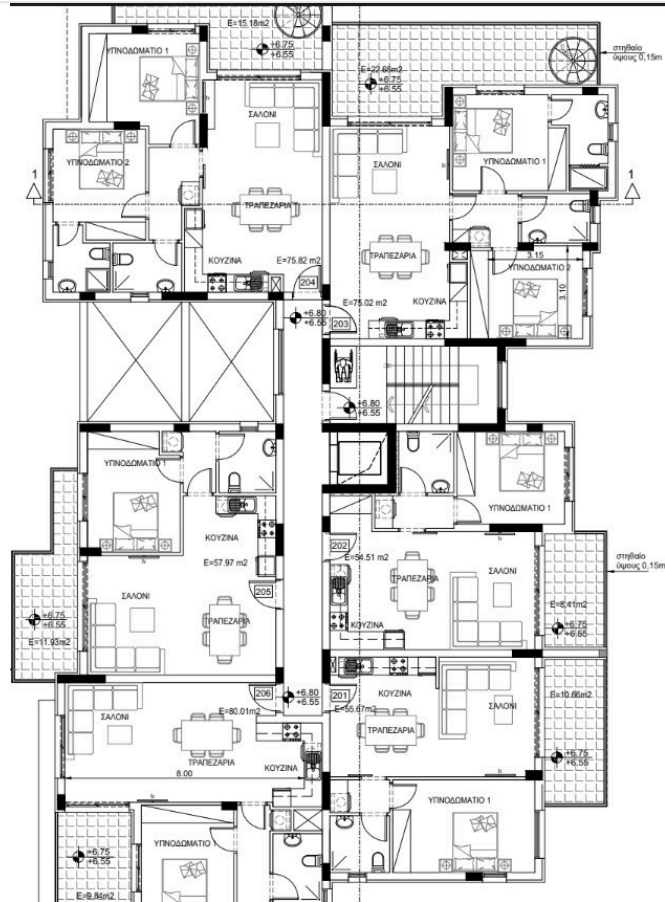 E=15.18m2
+6.75
+6.55
στηθαίο
ύψους 0,15m
E=22.66m2
+6.75
+6.55
ΥΠΝΟΔΩΜΑΤΙΟ 1
ΣΑΛΟΝΙ
ΥΠΝΟΔΩΜΑΤΙΟ 2
ΣΑΛΟΝΙ
ΥΠΝΟΔΩΜΑΤΙΟ 1
1
1
ΤΡΑΠΕΖΑΡΙΑ
ΤΡΑΠΕΖΑΡΙΑ
3.15
ΚΟΥΖΙΝΑ
E=75.82 m2
ΥΠΝΟΔΩΜΑΤΙΟ 2
3.10
204
E=75.02 m2
ΚΟΥΖΙΝΑ
+6.80
+6.55
203
+6.80
+6.55
ΥΠΝΟΔΩΜΑΤΙΟ 1
ΥΠΝΟΔΩΜΑΤΙΟ 1
ΚΟΥΖΙΝΑ
202
E=57.97 m2
E=54.51 m2
στηθαίο
ύψους 0,15m
ΣΑΛΟΝΙ
205
ΤΡΑΠΕΖΑΡΙΑ
ΣΑΛΟΝΙ
+6.75
+6.55
E=11.93m2
ΤΡΑΠΕΖΑΡΙΑ
ΚΟΥΖΙΝΑ
E=8.41m2
+6.75
+6.55
206
+6.80
+6.55
201
ΚΟΥΖΙΝΑ
E=10.66m2
ΣΑΛΟΝΙ
E=80.01m2
E=55.67m2
ΣΑΛΟΝΙ
ΤΡΑΠΕΖΑΡΙΑ
ΤΡΑΠΕΖΑΡΙΑ
ΚΟΥΖΙΝΑ
+6.75
+6.55
8.00
ΥΠΝΟΔΩΜΑΤΙΟ 1
ΥΠΝΟΔΩΜΑΤΙΟ 1
+6.75
+6.55
E=9.84m2